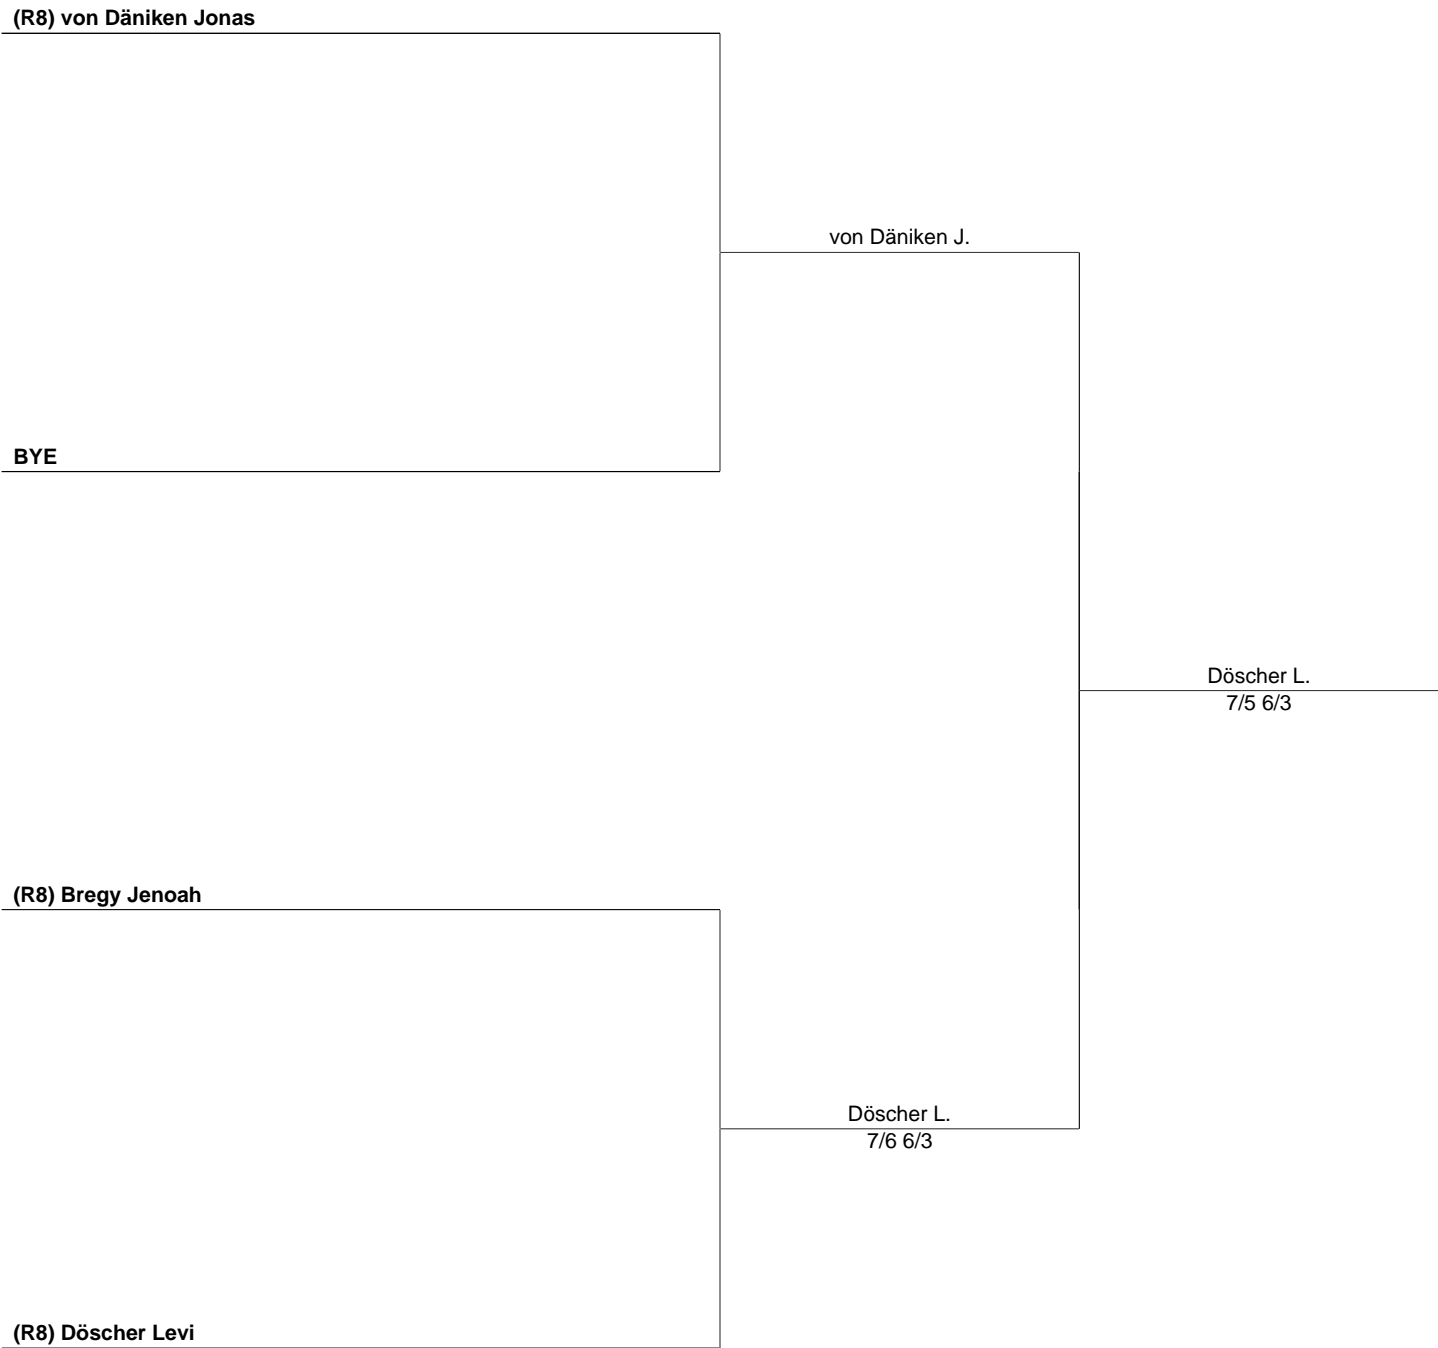 (R8) von Däniken Jonas
von Däniken J.
BYE
Döscher L.
7/5 6/3
(R8) Bregy Jenoah
Döscher L.
7/6 6/3
(R8) Döscher Levi